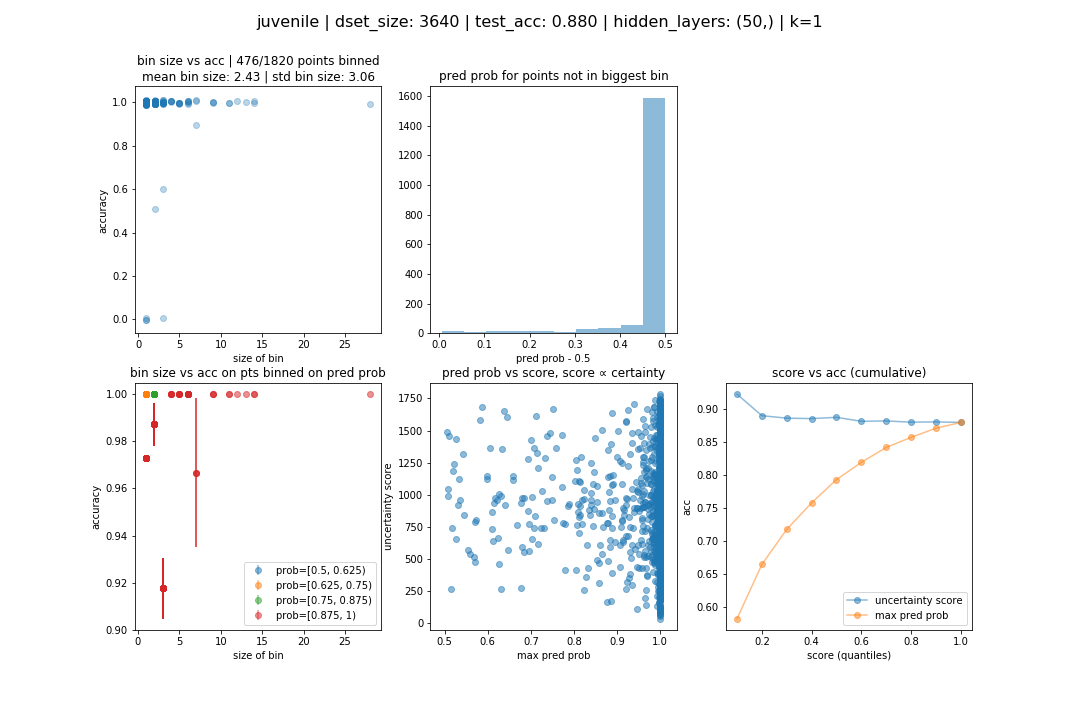 juvenile | dset_size: 3640 | test_acc: 0.880 | hidden_layers: (50,) | k=1
bin size vs acc | 476/1820 points binned
mean bin size: 2.43 | std bin size: 3.06
accuracy
1.0
0.8
0.6
0.4
0.2
0.0
0 5 10 15 20 25
size of bin
pred prob for points not in biggest bin
1600
1400
1200
1000
800
600
400
200
0
0.0 0.1 0.2 0.3 0.4 0.5
pred prob - 0.5
bin size vs acc on pts binned on pred prob
accuracy
1.00
0.98
0.96
0.94
0.92
0.90
prob=[0.5, 0.625)
prob=[0.625, 0.75)
prob=[0.75, 0.875)
prob=[0.875, 1)
0 5 10 15 20 25
size of bin
pred prob vs score, score ∝ certainty
uncertainty score
1750
1500
1250
1000
750
500
250
0
0.5 0.6 0.7 0.8 0.9 1.0
max pred prob
score vs acc (cumulative)
acc
0.90
0.85
0.80
0.75
0.70
0.65
0.60
uncertainty score
max pred prob
0.2 0.4 0.6 0.8 1.0
score (quantiles)